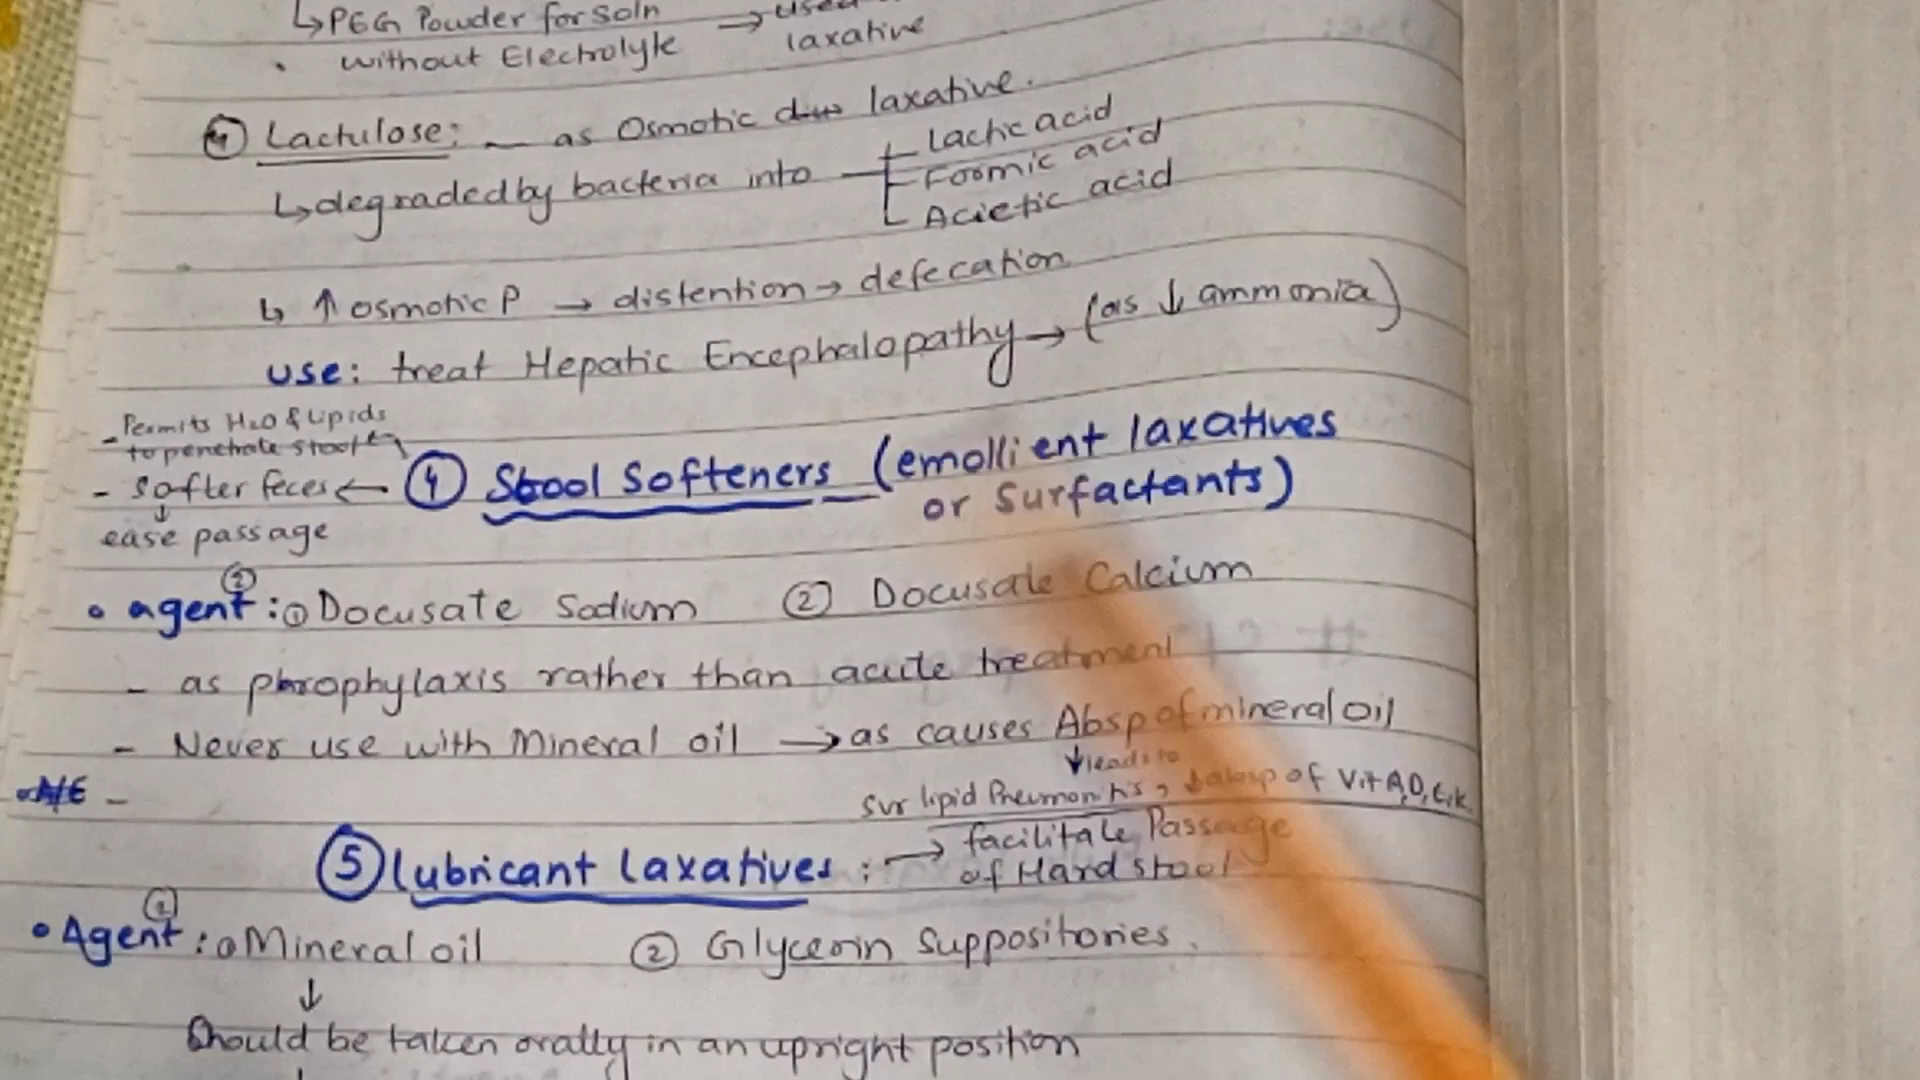 ↳PEG Powder for soln → used
• without Electrolyte laxative
④ Lactulose: — as Osmotic laxative.
↳degraded by bacteria into Lactic acid
Foomic acid
Acietic acid
↳ ↑ osmotic P → distention → defecation
use: treat Hepatic Encephalopathy → (as ↓ ammonia)
- Permits H2O & Lipids
to penetrate stool
- Softer feces ← ④ Stool Softeners (emollient laxatives
or Surfactants)
↓
ease passage
②
• agent: ① Docusate Sodium ② Docusate Calcium
- as prophylaxis rather than acute treatment
- Never use with Mineral oil → as causes Absp of mineral oil
↓ leads to
A/E -
lipid Pneumonitis, ↓ absp of Vit A,D,E,K
⑤ lubricant laxatives: → facilitate Passage
of Hard stool
②
• Agent: ① Mineral oil ② Glycerin Suppositories.
↓
Should be taken orally in an upright position